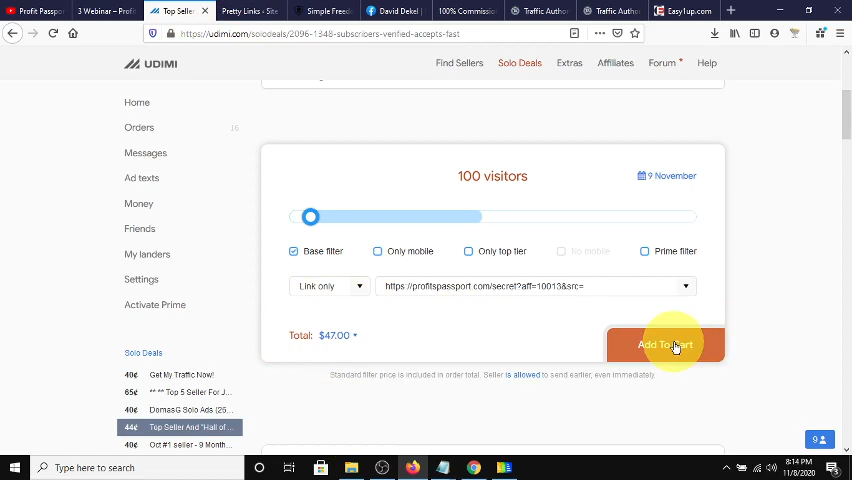 Profit Passpor
3 Webinar – Profi
Top Seller
Pretty Links - Site
Simple Freed
David Dekel |
100% Commissio
Traffic Author
Traffic Author
Easy1up.com
https://udimi.com/solodeals/2096-1348-subscribers-verified-accepts-fast
UDIMI
Find Sellers
Solo Deals
Extras
Affiliates
Forum
Help
Home
Orders
16
Messages
Ad texts
Money
Friends
My landers
Settings
Activate Prime
Solo Deals
40¢ Get My Traffic Now!
65¢ ** ** Top 5 Seller For J...
40¢ DomasG Solo Ads (25...
44¢ Top Seller And "Hall of ...
40¢ Oct #1 seller - 9 Month...
100 visitors
9 November
Base filter
Only mobile
Only top tier
No mobile
Prime filter
Link only
https://profitspassport.com/secret?aff=10013&src=
Total: $47.00
Add To Cart
Standard filter price is included in order total. Seller is allowed to send earlier, even immediately.
9
Type here to search
8:14 PM
11/8/2020
3